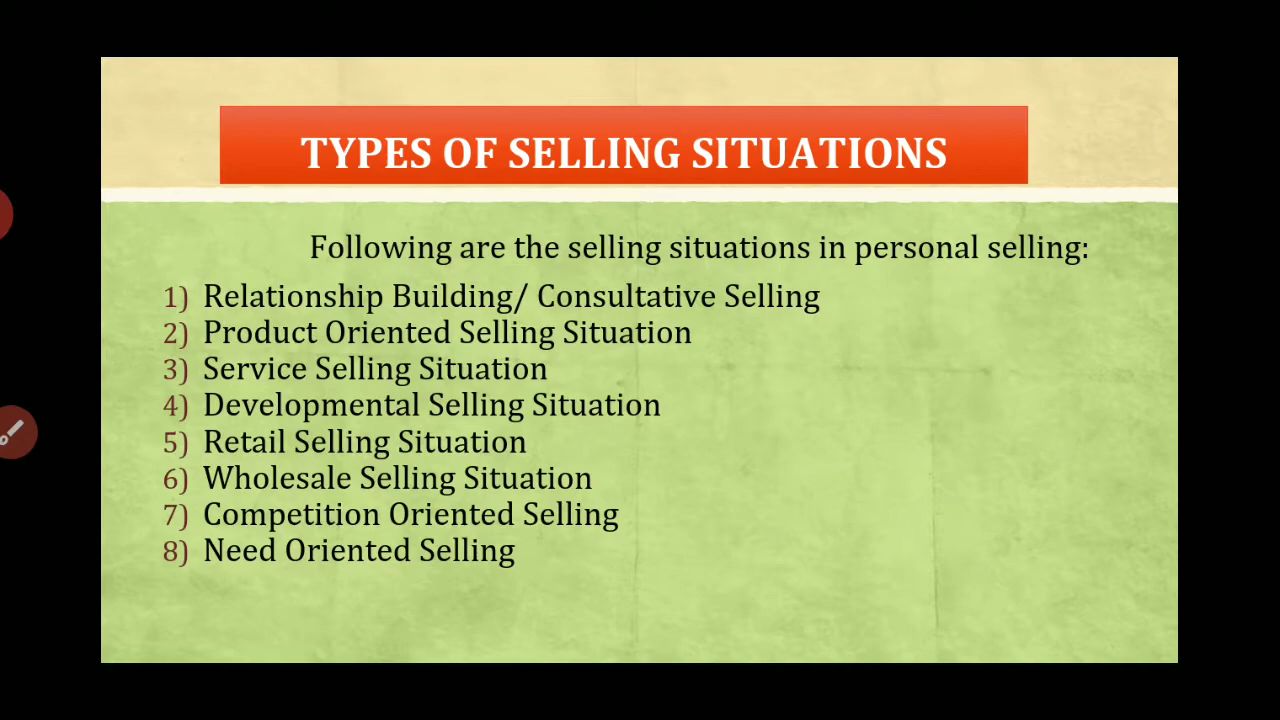 TYPES OF SELLING SITUATIONS
Following are the selling situations in personal selling:
1) Relationship Building/ Consultative Selling
2) Product Oriented Selling Situation
3) Service Selling Situation
4) Developmental Selling Situation
5) Retail Selling Situation
6) Wholesale Selling Situation
7) Competition Oriented Selling
8) Need Oriented Selling